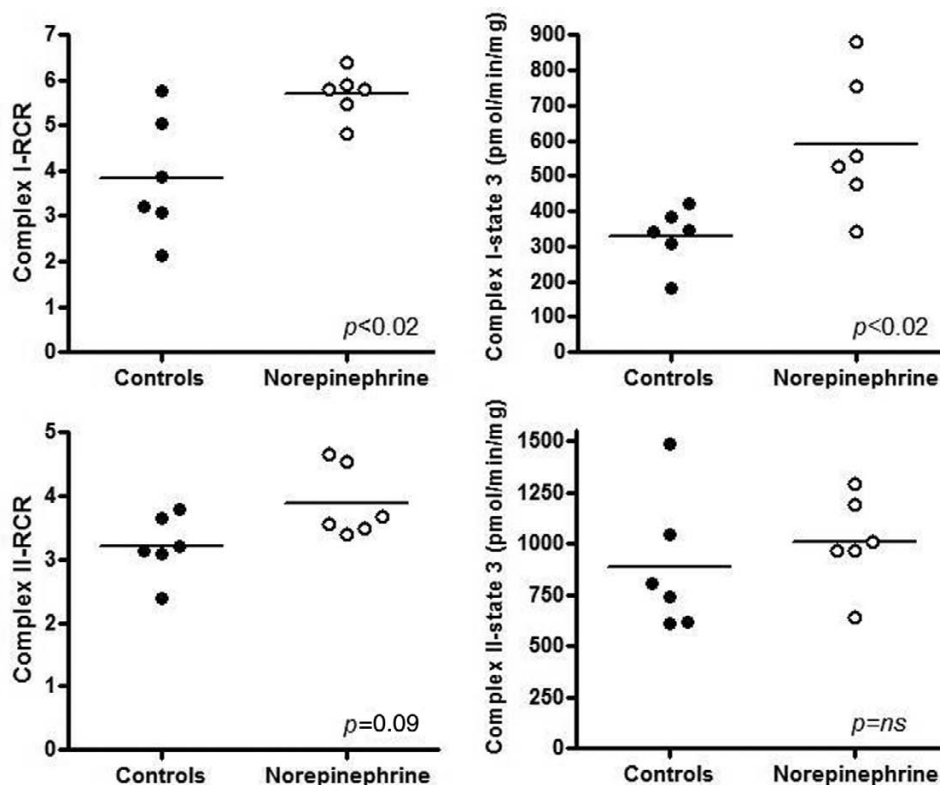 Complex I-RCR
7
6
5
4
3
2
1
0
p<0.02
Controls Norepinephrine
Complex I-state 3 (pmol/min/mg)
900
800
700
600
500
400
300
200
100
0
p<0.02
Controls Norepinephrine
Complex II-RCR
5
4
3
2
1
0
p=0.09
Controls Norepinephrine
Complex II-state 3 (pmol/min/mg)
1500
1250
1000
750
500
250
0
p=ns
Controls Norepinephrine